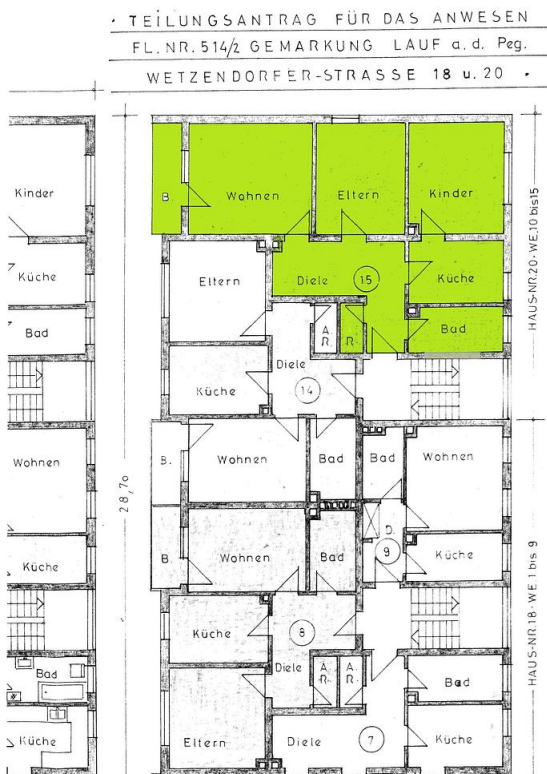 · TEILUNGSANTRAG FÜR DAS ANWESEN
FL. NR. 514/2 GEMARKUNG LAUF a. d. Peg.
WETZENDORFER-STRASSE 18 u. 20 ·
Kinder
Küche
Bad
Wohnen
Küche
Bad
Küche
28,70
B.
Wohnen
Eltern
Kinder
Eltern
Diele
15
Küche
A.
R.
R.
Bad
Küche
Diele
14
B.
Wohnen
Bad
Bad
Wohnen
D.
9
Küche
B.
Wohnen
Bad
Küche
8
Diele
A.
R.
A.
R.
Bad
Eltern
Diele
7
Küche
HAUS-NR.20-WE.10 bis 15
HAUS-NR.18-WE 1 bis 9